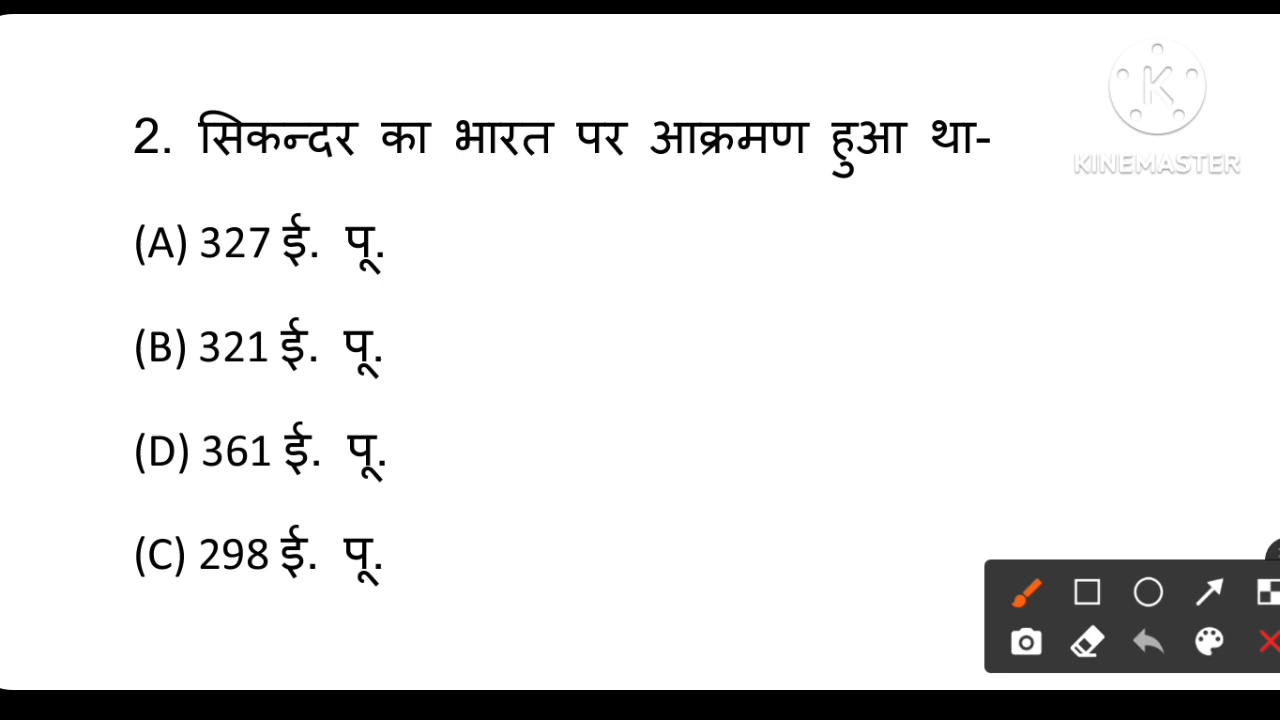 2. सिकन्दर का भारत पर आक्रमण हुआ था-
(A) 327 ई. पू.
(B) 321 ई. पू.
(D) 361 ई. पू.
(C) 298 ई. पू.
K
KINEMASTER